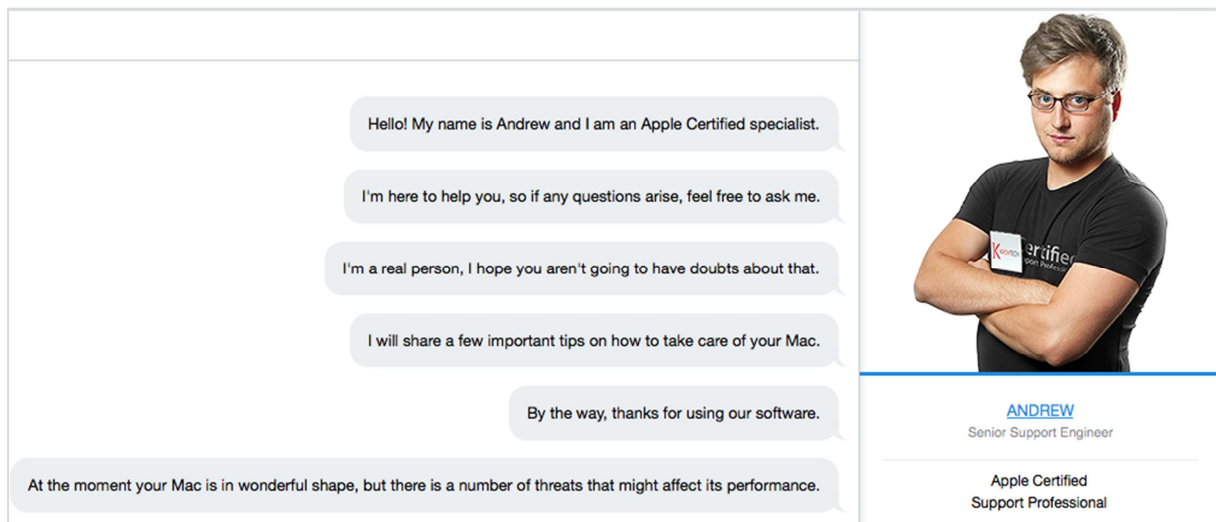 Hello! My name is Andrew and I am an Apple Certified specialist.
I'm here to help you, so if any questions arise, feel free to ask me.
I'm a real person, I hope you aren't going to have doubts about that.
I will share a few important tips on how to take care of your Mac.
By the way, thanks for using our software.
At the moment your Mac is in wonderful shape, but there is a number of threats that might affect its performance.
ertified
port Professio
ANDREW
Senior Support Engineer
Apple Certified
Support Professional